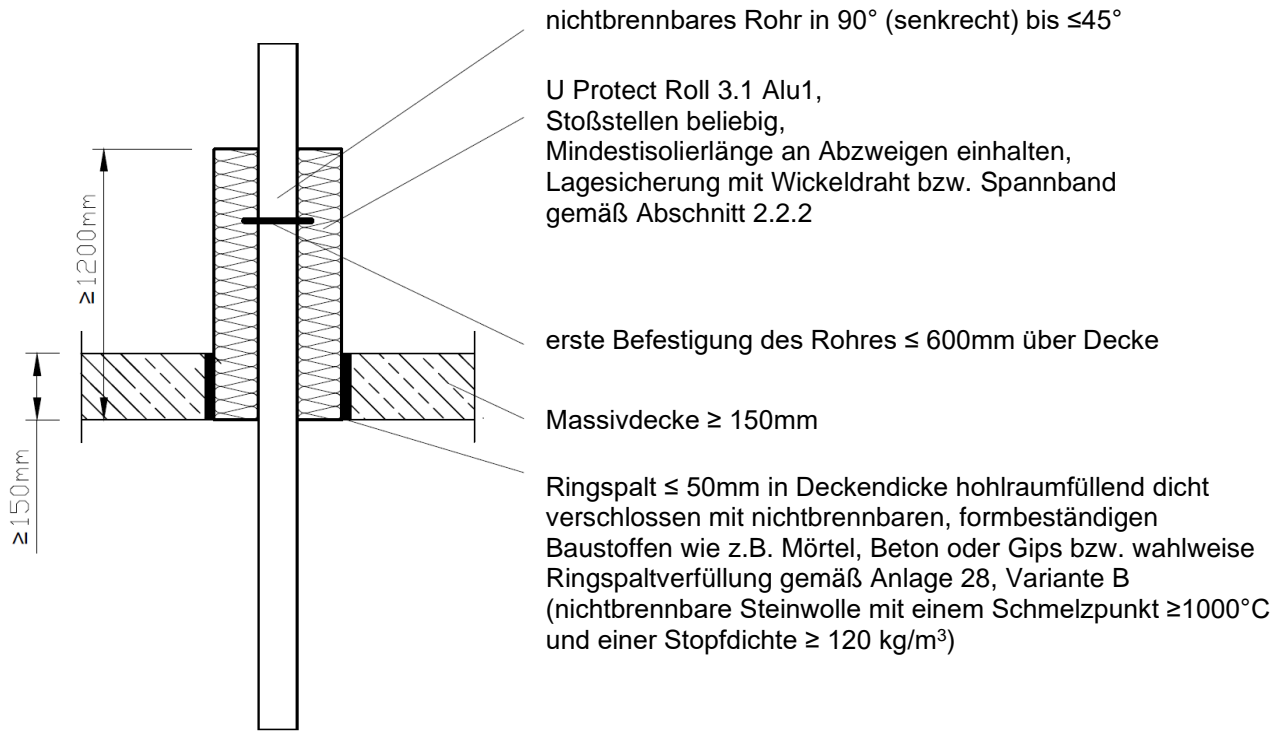 nichtbrennbares Rohr in 90° (senkrecht) bis ≤45°
U Protect Roll 3.1 Alu1,
Stoßstellen beliebig,
Mindestisolierlänge an Abzweigen einhalten,
Lagesicherung mit Wickeldraht bzw. Spannband
gemäß Abschnitt 2.2.2
≥1200mm
erste Befestigung des Rohres ≤ 600mm über Decke
Massivdecke ≥ 150mm
≥150mm
Ringspalt ≤ 50mm in Deckendicke hohlraumfüllend dicht
verschlossen mit nichtbrennbaren, formbeständigen
Baustoffen wie z.B. Mörtel, Beton oder Gips bzw. wahlweise
Ringspaltverfüllung gemäß Anlage 28, Variante B
(nichtbrennbare Steinwolle mit einem Schmelzpunkt ≥1000°C
und einer Stopfdichte ≥ 120 kg/m³)